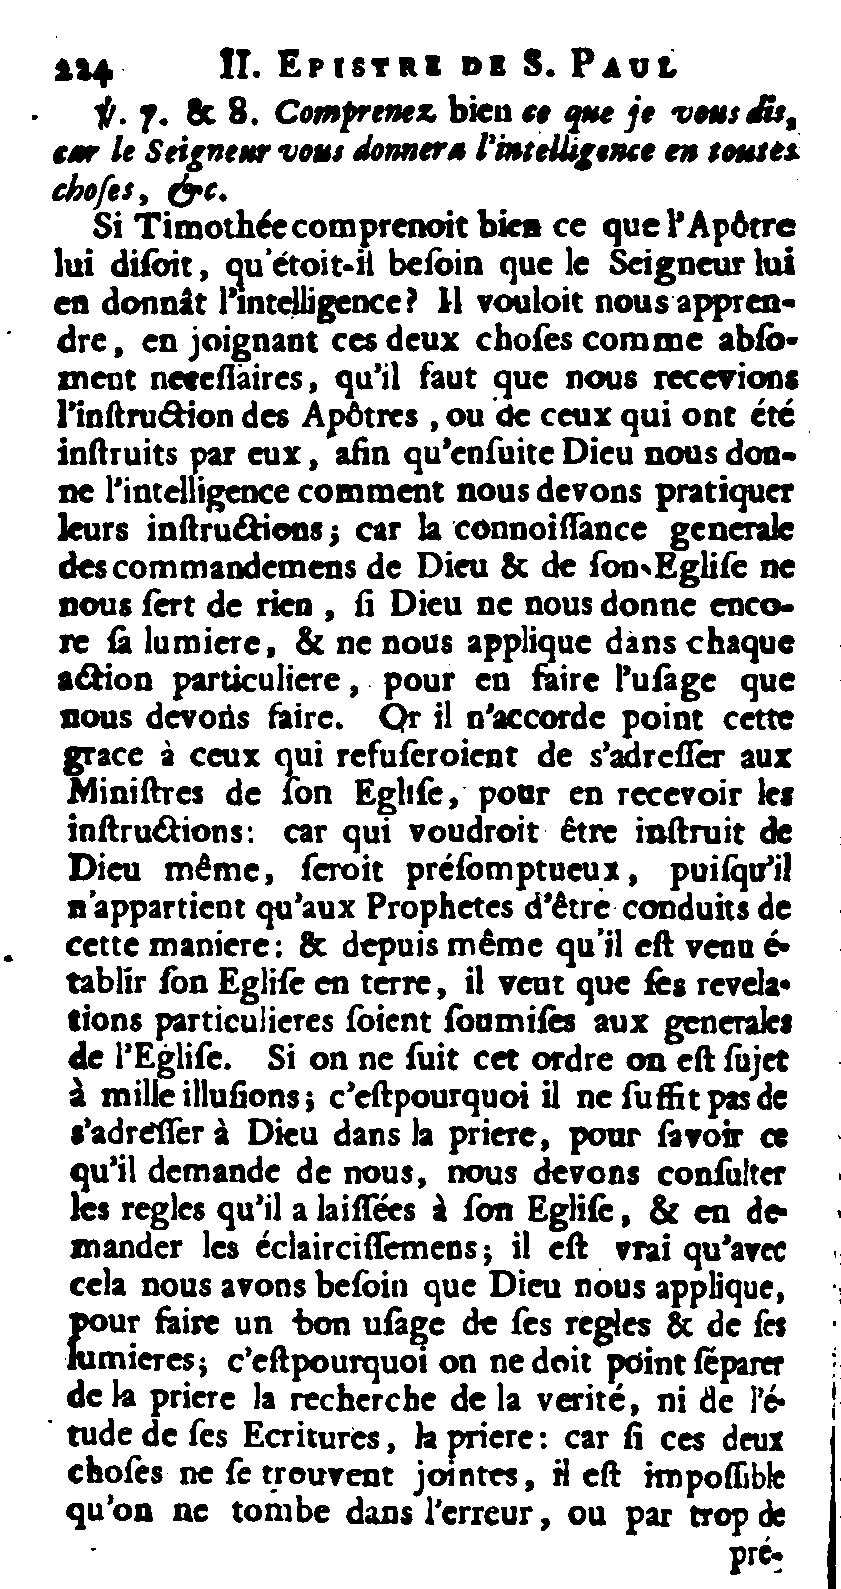 224 II. EPISTRE DE S. PAUL
℣. 7. & 8. Comprenez bien ce que je vous dis,
car le Seigneur vous donnera l'intelligence en toutes
choſes, &c.
Si Timothée comprenoit bien ce que l'Apôtre
lui diſoit, qu'étoit-il beſoin que le Seigneur lui
en donnât l'intelligence? Il vouloit nous appren-
dre, en joignant ces deux choſes comme abſo-
ment neceſſaires, qu'il faut que nous recevions
l'inſtruction des Apôtres, ou de ceux qui ont été
inſtruits par eux, afin qu'enſuite Dieu nous don-
ne l'intelligence comment nous devons pratiquer
leurs inſtructions; car la connoiſſance generale
des commandemens de Dieu & de ſon Egliſe ne
nous ſert de rien, ſi Dieu ne nous donne enco-
re ſa lumiere, & ne nous applique dans chaque
action particuliere, pour en faire l'uſage que
nous devons faire. Or il n'accorde point cette
grace à ceux qui refuſeroient de s'adreſſer aux
Miniſtres de ſon Egliſe, pour en recevoir les
inſtructions: car qui voudroit être inſtruit de
Dieu même, ſeroit préſomptueux, puiſqu'il
n'appartient qu'aux Prophetes d'être conduits de
cette maniere: & depuis même qu'il eſt venu é-
tablir ſon Egliſe en terre, il veut que ſes revela-
tions particulieres ſoient ſoumiſes aux generales
de l'Egliſe. Si on ne ſuit cet ordre on eſt ſujet
à mille illuſions; c'eſtpourquoi il ne ſuffit pas de
s'adreſſer à Dieu dans la priere, pour ſavoir ce
qu'il demande de nous, nous devons conſulter
les regles qu'il a laiſſées à ſon Egliſe, & en de-
mander les éclairciſſemens; il eſt vrai qu'avec
cela nous avons beſoin que Dieu nous applique,
pour faire un bon uſage de ſes regles & de ſes
lumieres; c'eſtpourquoi on ne doit point ſéparer
de la priere la recherche de la verité, ni de l'é-
tude de ſes Ecritures, la priere: car ſi ces deux
choſes ne ſe trouvent jointes, il eſt impoſſible
qu'on ne tombe dans l'erreur, ou par trop de
pré-